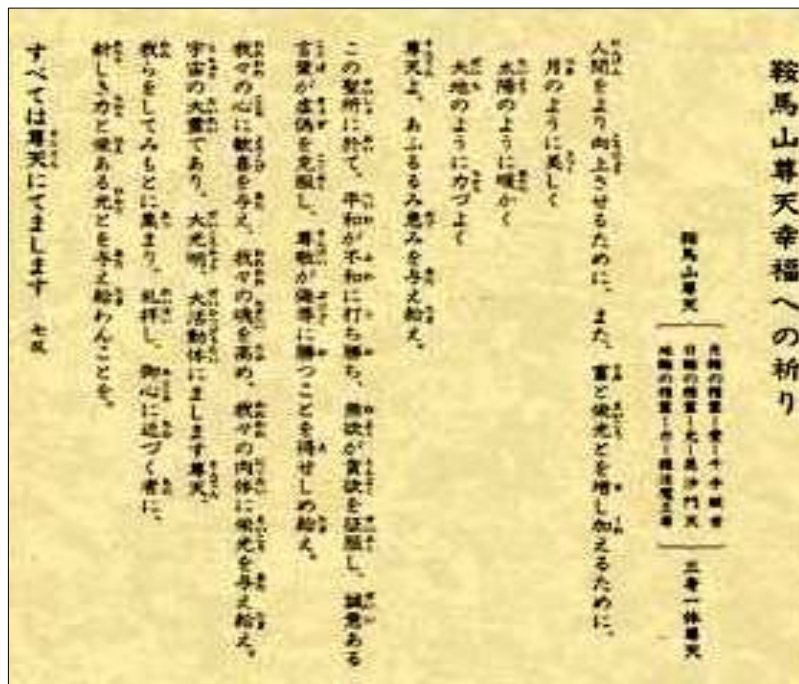 鞍馬山尊天幸福への祈り
鞍馬山尊天
月輪の精霊―愛―千手観音
日輪の精霊―光―毘沙門天
地輪の精霊―力―護法魔王尊
三身一体尊天
人間をより向上させるために、また、富と栄光とを増し加えるために、
月のように美しく
太陽のように暖かく
大地のように力づよく
尊天よ、あふるるみ恵みを与え給え。
この聖所に於て、平和が不和に打ち勝ち、無欲が貪欲を征服し、誠意ある
言葉が虚偽を克服し、尊敬が侮辱に勝つことを得せしめ給え。
我々の心に歓喜を与え、我々の魂を高め、我々の肉体に栄光を与え給え。
宇宙の大霊であり、大光明、大活動体にまします尊天、
我らをしてみもとに集まり、礼拝し、御心に近づく者に、
新しき力と栄ある光とを与え給わんことを。
すべては尊天にてまします 七反